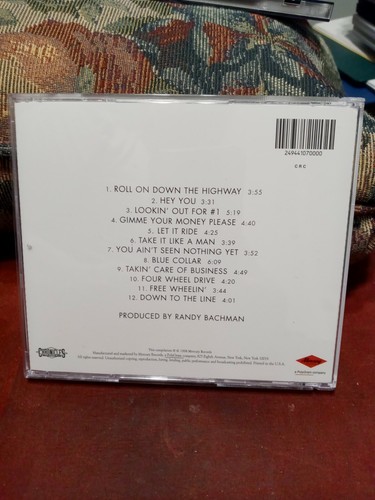 249441070000
CRC
1. ROLL ON DOWN THE HIGHWAY 3:55
2. HEY YOU 3:31
3. LOOKIN' OUT FOR #1 5:19
4. GIMME YOUR MONEY PLEASE 4:40
5. LET IT RIDE 4:25
6. TAKE IT LIKE A MAN 3:39
7. YOU AIN'T SEEN NOTHING YET 3:52
8. BLUE COLLAR 6:09
9. TAKIN' CARE OF BUSINESS 4:49
10. FOUR WHEEL DRIVE 4:20
11. FREE WHEELIN' 3:44
12. DOWN TO THE LINE 4:01
PRODUCED BY RANDY BACHMAN
CHRONICLES